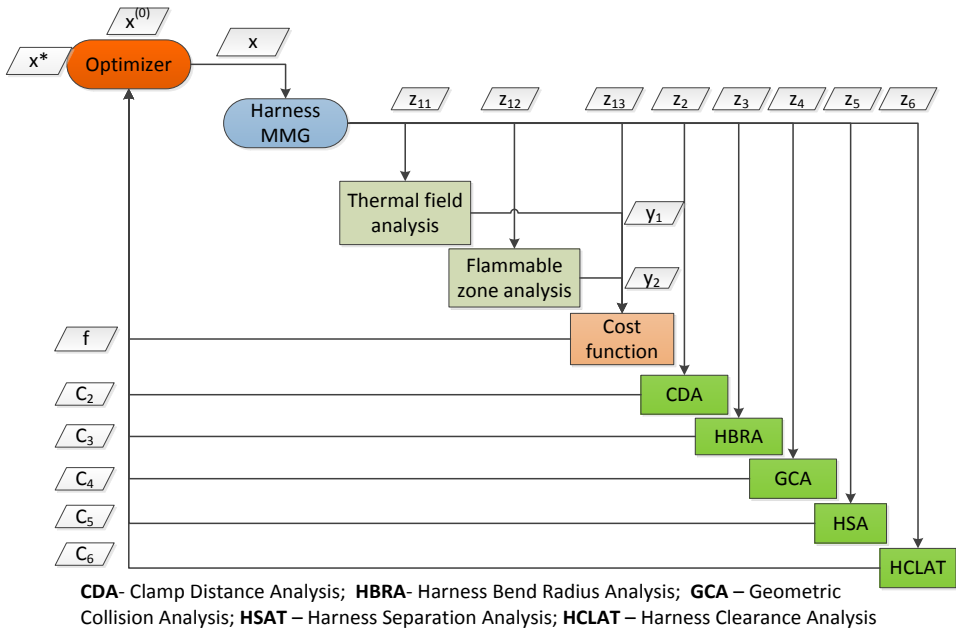 x⁽⁰⁾
x*
Optimizer
x
Harness
MMG
z₁₁
z₁₂
z₁₃
z₂
z₃
z₄
z₅
z₆
Thermal field
analysis
y₁
Flammable
zone analysis
y₂
f
Cost
function
C₂
CDA
C₃
HBRA
C₄
GCA
C₅
HSA
C₆
HCLAT
CDA- Clamp Distance Analysis; HBRA- Harness Bend Radius Analysis; GCA – Geometric
Collision Analysis; HSAT – Harness Separation Analysis; HCLAT – Harness Clearance Analysis